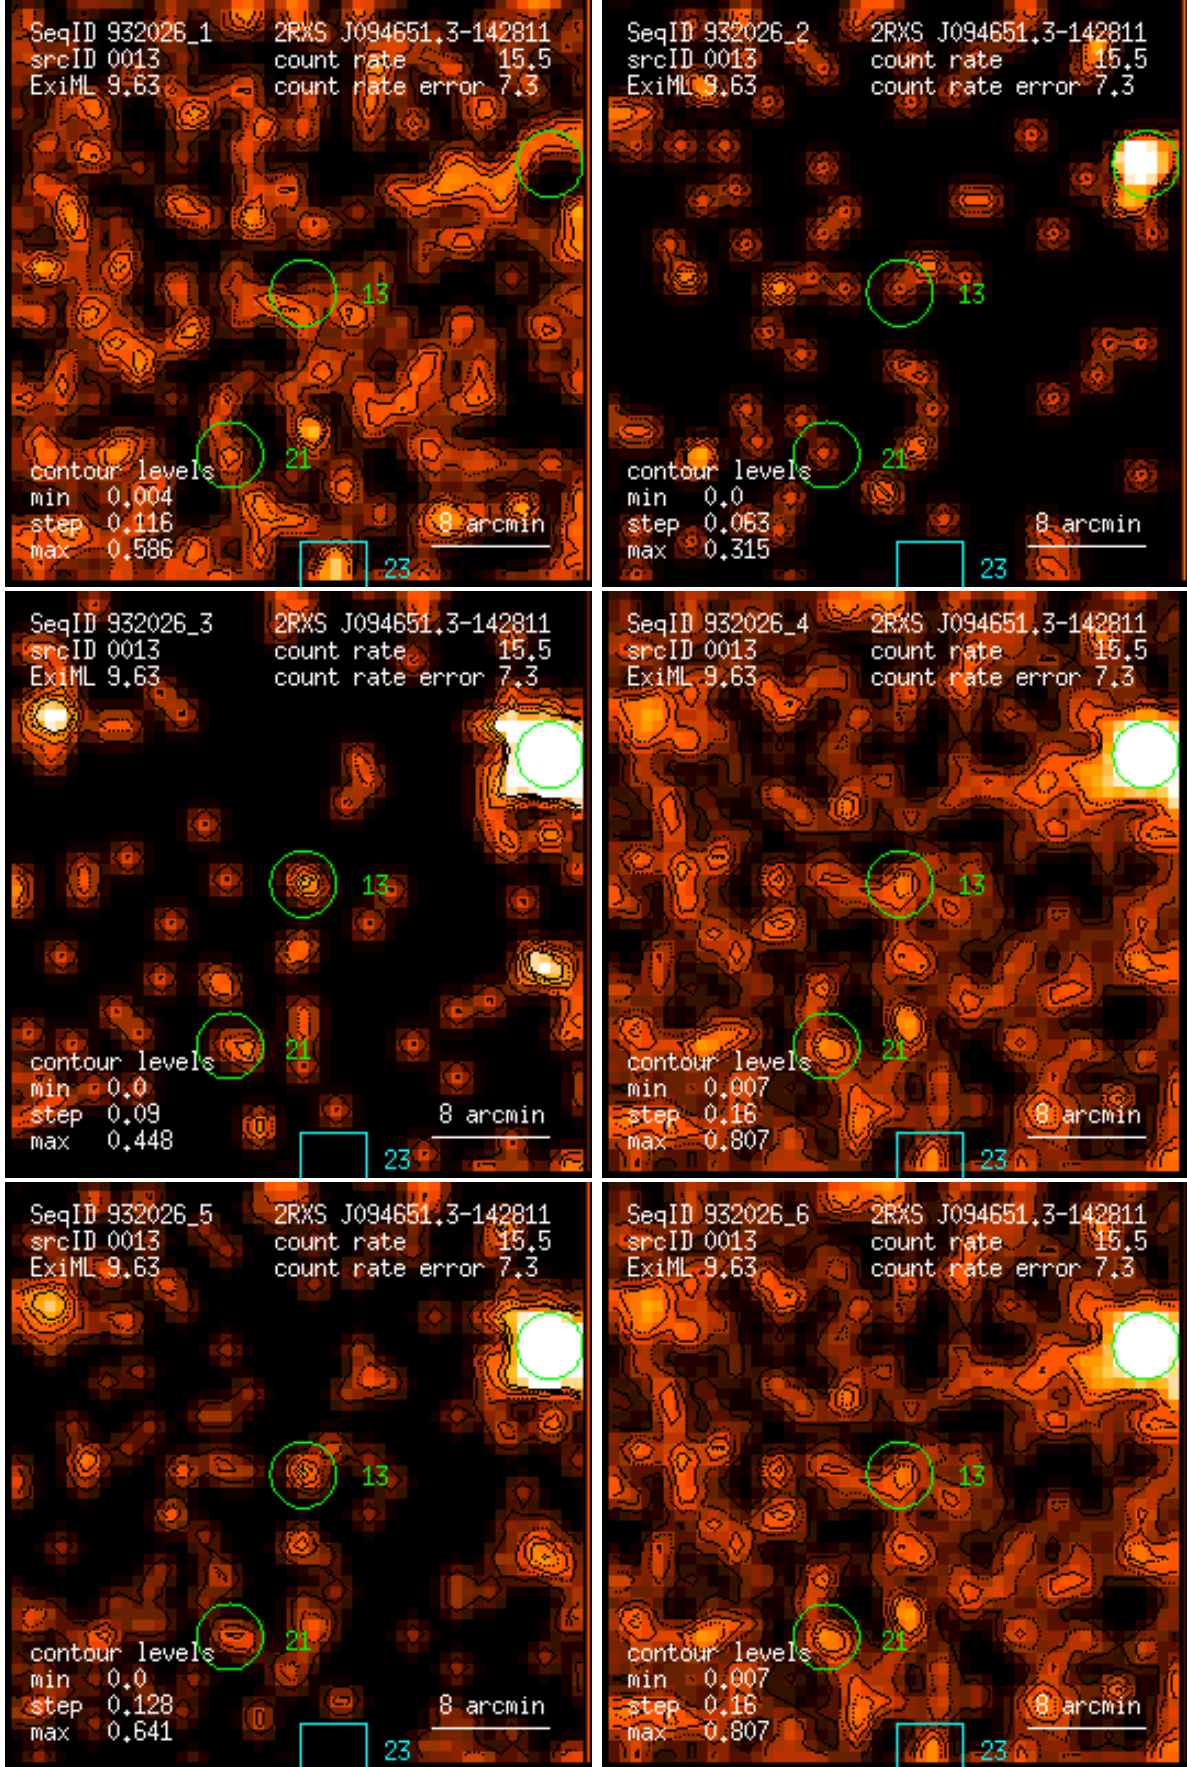 SeqID 932026_1 2RXS J094651.3-142811
srcID 0013 count rate 15.5
ExiML 9.63 count rate error 7.3
13
21
contour levels
min 0.004
step 0.116
max 0.586
8 arcmin
23
SeqID 932026_2 2RXS J094651.3-142811
srcID 0013 count rate 15.5
ExiML 9.63 count rate error 7.3
13
21
contour levels
min 0.0
step 0.063
max 0.315
8 arcmin
23
SeqID 932026_3 2RXS J094651.3-142811
srcID 0013 count rate 15.5
ExiML 9.63 count rate error 7.3
13
21
contour levels
min 0.0
step 0.09
max 0.448
8 arcmin
23
SeqID 932026_4 2RXS J094651.3-142811
srcID 0013 count rate 15.5
ExiML 9.63 count rate error 7.3
13
21
contour levels
min 0.007
step 0.16
max 0.807
8 arcmin
23
SeqID 932026_5 2RXS J094651.3-142811
srcID 0013 count rate 15.5
ExiML 9.63 count rate error 7.3
13
21
contour levels
min 0.0
step 0.128
max 0.641
8 arcmin
23
SeqID 932026_6 2RXS J094651.3-142811
srcID 0013 count rate 15.5
ExiML 9.63 count rate error 7.3
13
21
contour levels
min 0.007
step 0.16
max 0.807
8 arcmin
23